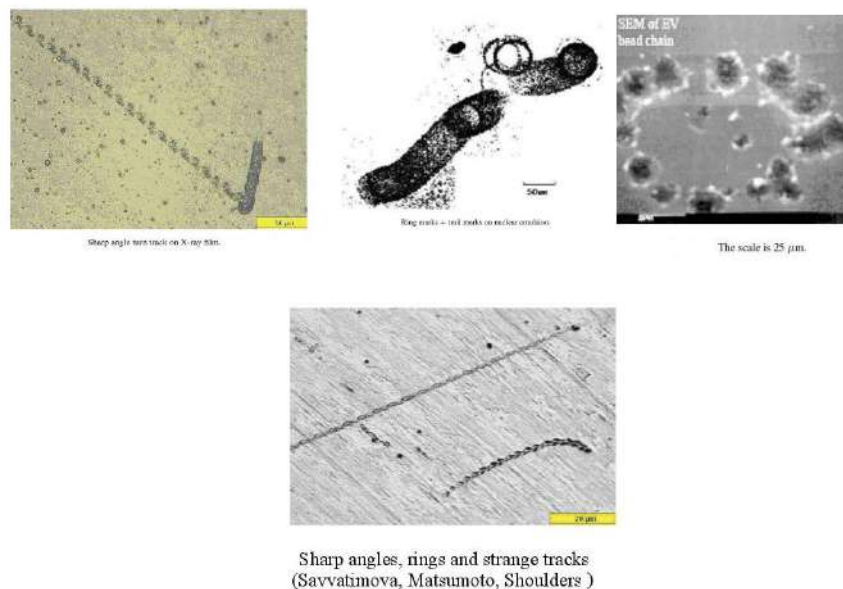 SEM of EV
bead chain
50um
Sharp angle turn track on X-ray film.
Ring marks + trail marks on nuclear emulsion
The scale is 25 μm.
20 μm
Sharp angles, rings and strange tracks
(Savvatimova, Matsumoto, Shoulders )